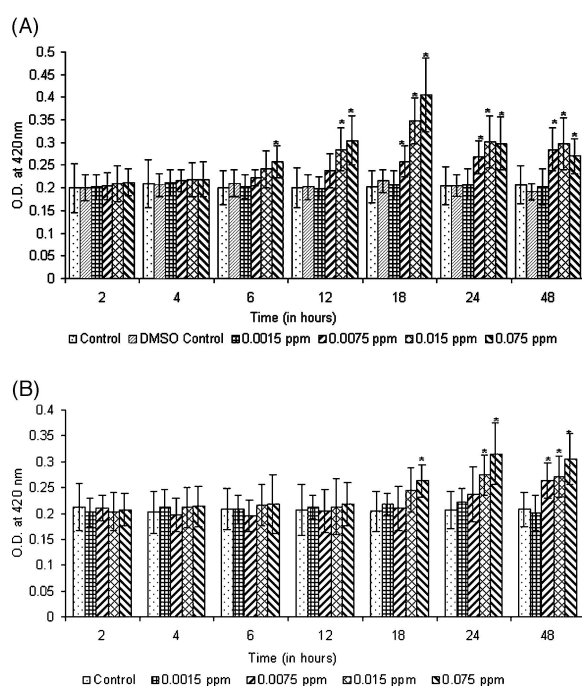 (A)
0.5
0.45
0.4
0.35
0.3
0.25
0.2
0.15
0.1
0.05
0
O.D. at 420nm
* * * * * * * * * * * * * * *
2 4 6 12 18 24 48
Time (in hours)
Control DMSO Control 0.0015 ppm 0.0075 ppm 0.015 ppm 0.075 ppm
(B)
0.4
0.35
0.3
0.25
0.2
0.15
0.1
0.05
0
O.D. at 420 nm
* * * * * *
2 4 6 12 18 24 48
Time (in hours)
Control 0.0015 ppm 0.0075 ppm 0.015 ppm 0.075 ppm